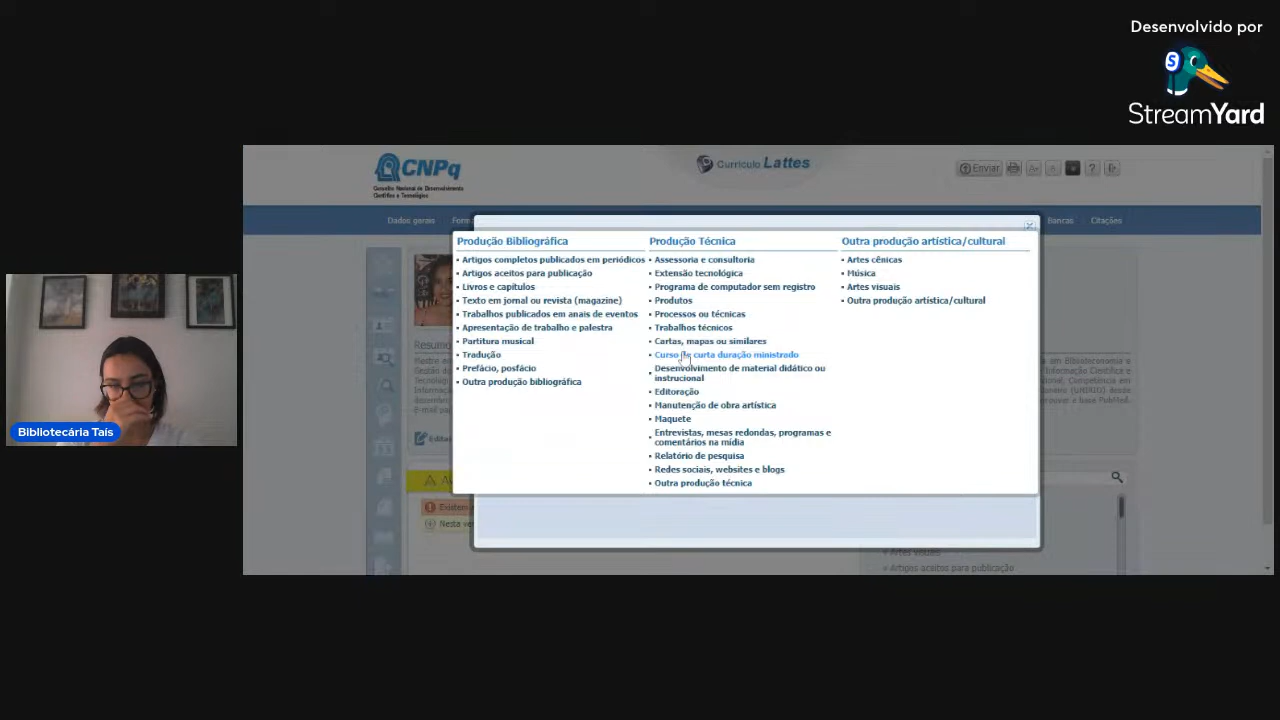 Desenvolvido por
StreamYard
CNPq
Conselho Nacional de Desenvolvimento
Científico e Tecnológico
Currículo Lattes
Enviar
Dados gerais
Bancas
Citações
Produção Bibliográfica
Artigos completos publicados em periódicos
Artigos aceitos para publicação
Livros e capítulos
Texto em jornal ou revista (magazine)
Trabalhos publicados em anais de eventos
Apresentação de trabalho e palestra
Partitura musical
Tradução
Prefácio, posfácio
Outra produção bibliográfica
Produção Técnica
Assessoria e consultoria
Extensão tecnológica
Programa de computador sem registro
Produtos
Processos ou técnicas
Trabalhos técnicos
Cartas, mapas ou similares
Curso de curta duração ministrado
Desenvolvimento de material didático ou
instrucional
Editoração
Manutenção de obra artística
Maquete
Entrevistas, mesas redondas, programas e
comentários na mídia
Relatório de pesquisa
Redes sociais, websites e blogs
Outra produção técnica
Outra produção artística/cultural
Artes cênicas
Música
Artes visuais
Outra produção artística/cultural
Artes visuais
Artigos aceitos para publicação
Bibliotecária Taís